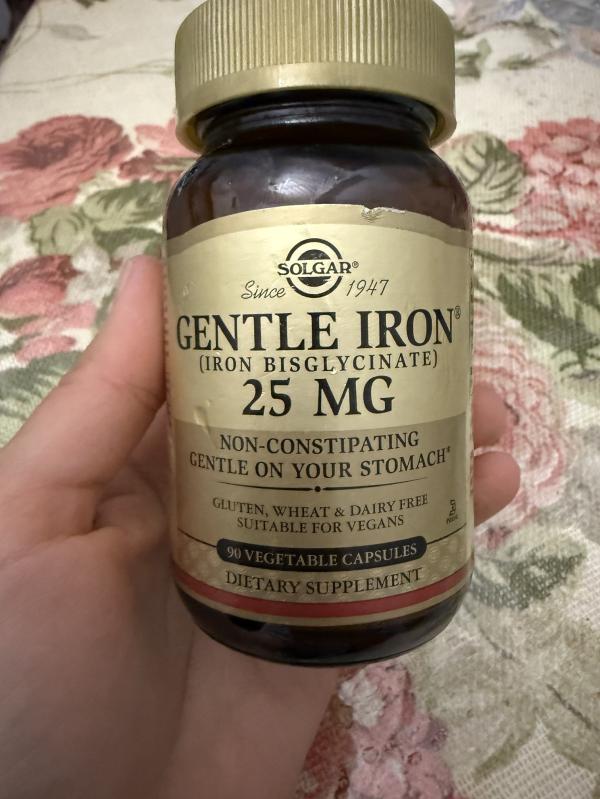 SOLGAR®
Since 1947
GENTLE IRON®
(IRON BISGLYCINATE)
25 MG
NON-CONSTIPATING
GENTLE ON YOUR STOMACH*
GLUTEN, WHEAT & DAIRY FREE
SUITABLE FOR VEGANS
90 VEGETABLE CAPSULES
DIETARY SUPPLEMENT